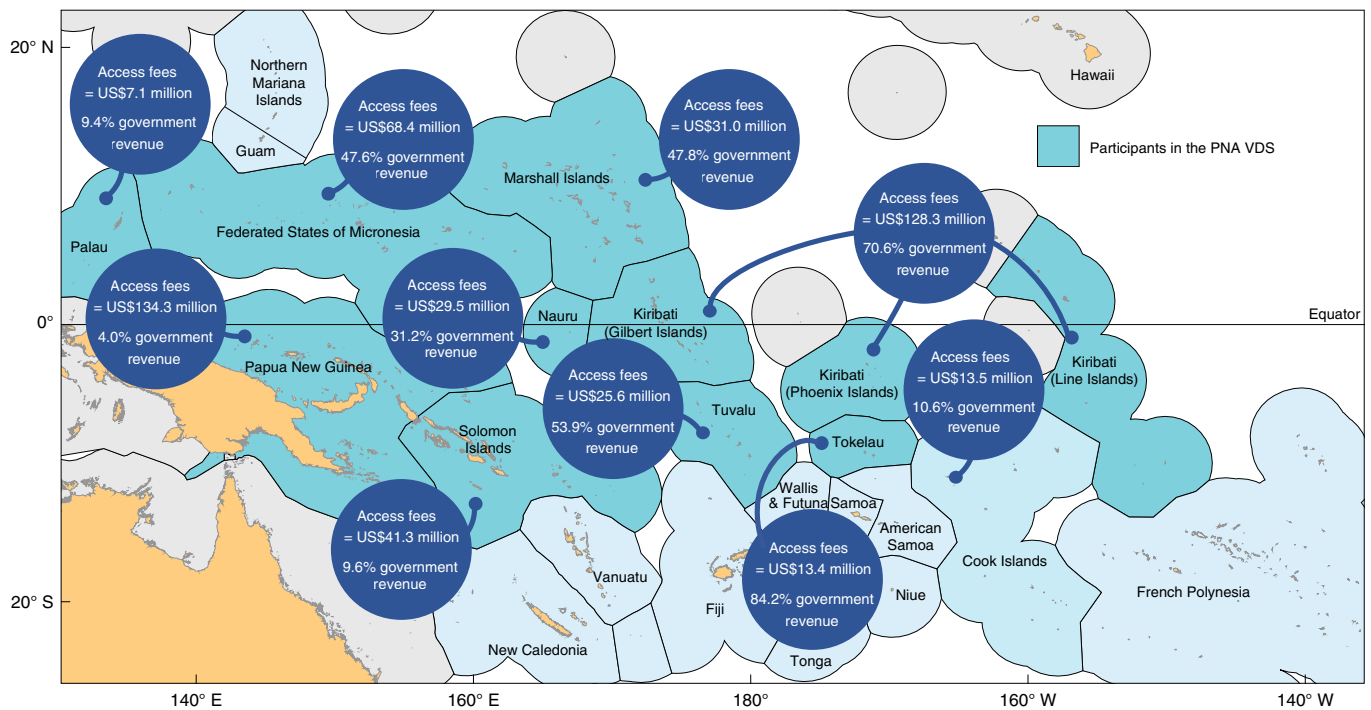 20° N
0°
20° S
Access fees
= US$7.1 million
9.4% government
revenue
Northern
Mariana
Islands
Guam
Access fees
= US$68.4 million
47.6% government
revenue
Marshall Islands
Access fees
= US$31.0 million
47.8% government
revenue
Hawaii
Participants in the PNA VDS
Palau
Federated States of Micronesia
Access fees
= US$128.3 million
70.6% government
revenue
Access fees
= US$134.3 million
4.0% government
revenue
Papua New Guinea
Access fees
= US$29.5 million
31.2% government
revenue
Nauru
Kiribati
(Gilbert Islands)
Equator
Access fees
= US$25.6 million
53.9% government
revenue
Tuvalu
Kiribati
(Phoenix Islands)
Access fees
= US$13.5 million
10.6% government
revenue
Kiribati
(Line Islands)
Solomon
Islands
Tokelau
Access fees
= US$41.3 million
9.6% government
revenue
Wallis
& Futuna
Samoa
American
Samoa
Access fees
= US$13.4 million
84.2% government
revenue
Vanuatu
Fiji
Niue
Cook Islands
French Polynesia
New Caledonia
Tonga
140° E
160° E
180°
160° W
140° W